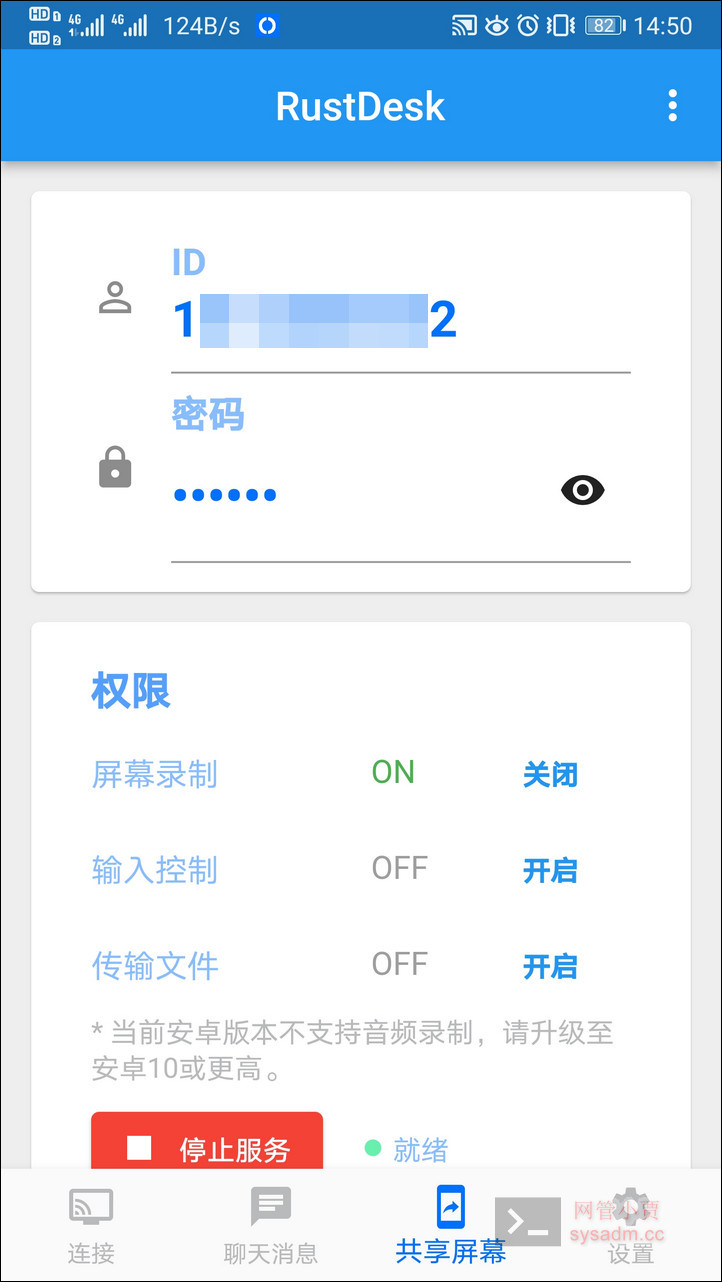 HD 1 4G 4G 124B/s 82 14:50
HD 2
RustDesk
ID
1 2
密码
••••••
权限
屏幕录制 ON 关闭
输入控制 OFF 开启
传输文件 OFF 开启
* 当前安卓版本不支持音频录制，请升级至
安卓10或更高。
停止服务 就绪
连接 聊天消息 共享屏幕 设置
网管小贾
sysadm.cc